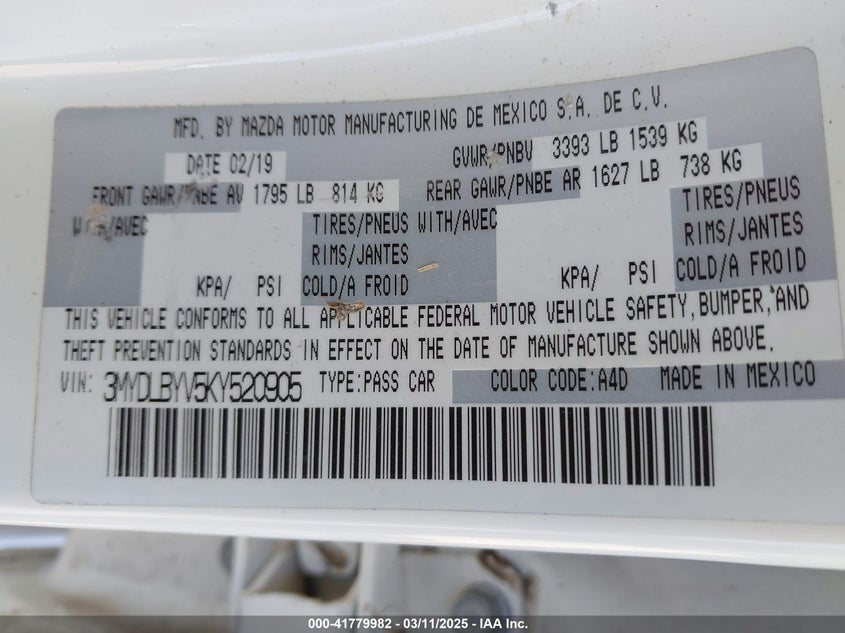 MFD. BY MAZDA MOTOR MANUFACTURING DE MEXICO S.A. DE C.V.
DATE 02/19 GVWR/PNBV 3393 LB 1539 KG
FRONT GAWR/PNBE AV 1795 LB 814 KG REAR GAWR/PNBE AR 1627 LB 738 KG
WITH/AVEC TIRES/PNEUS WITH/AVEC TIRES/PNEUS
RIMS/JANTES RIMS/JANTES
KPA/ PSI COLD/A FROID KPA/ PSI COLD/A FROID
THIS VEHICLE CONFORMS TO ALL APPLICABLE FEDERAL MOTOR VEHICLE SAFETY, BUMPER, AND
THEFT PREVENTION STANDARDS IN EFFECT ON THE DATE OF MANUFACTURE SHOWN ABOVE.
VIN: 3MYDLBYV5KY520905 TYPE:PASS CAR COLOR CODE:A4D MADE IN MEXICO
000-41779982 - 03/11/2025 - IAA Inc.